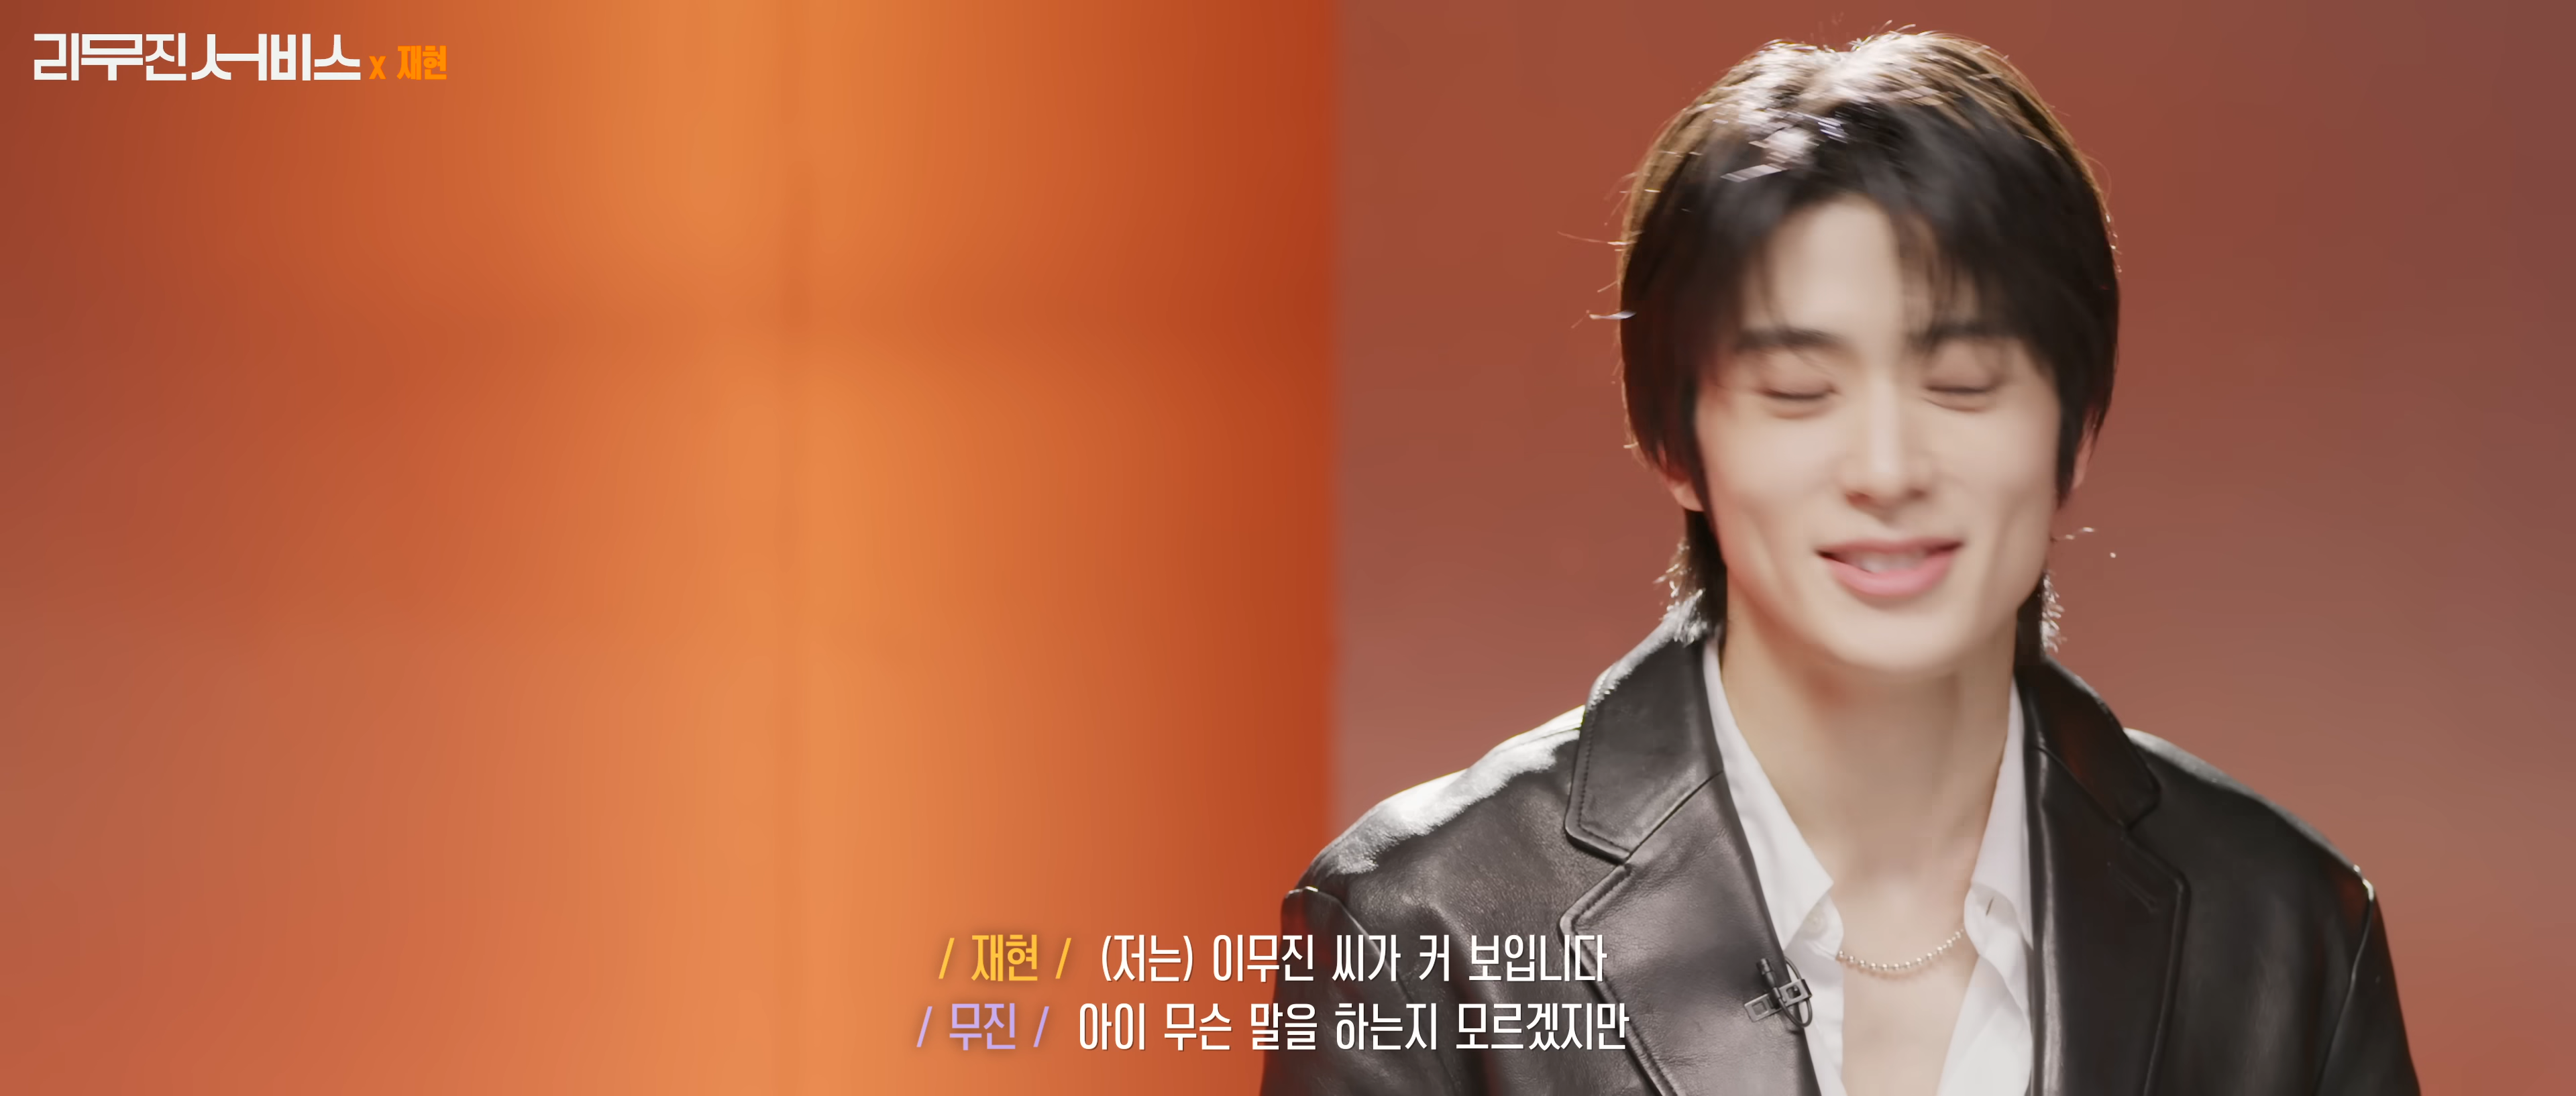 리무진서비스 x 재현
/ 재현 / (저는) 이무진 씨가 커 보입니다
/ 무진 / 아이 무슨 말을 하는지 모르겠지만